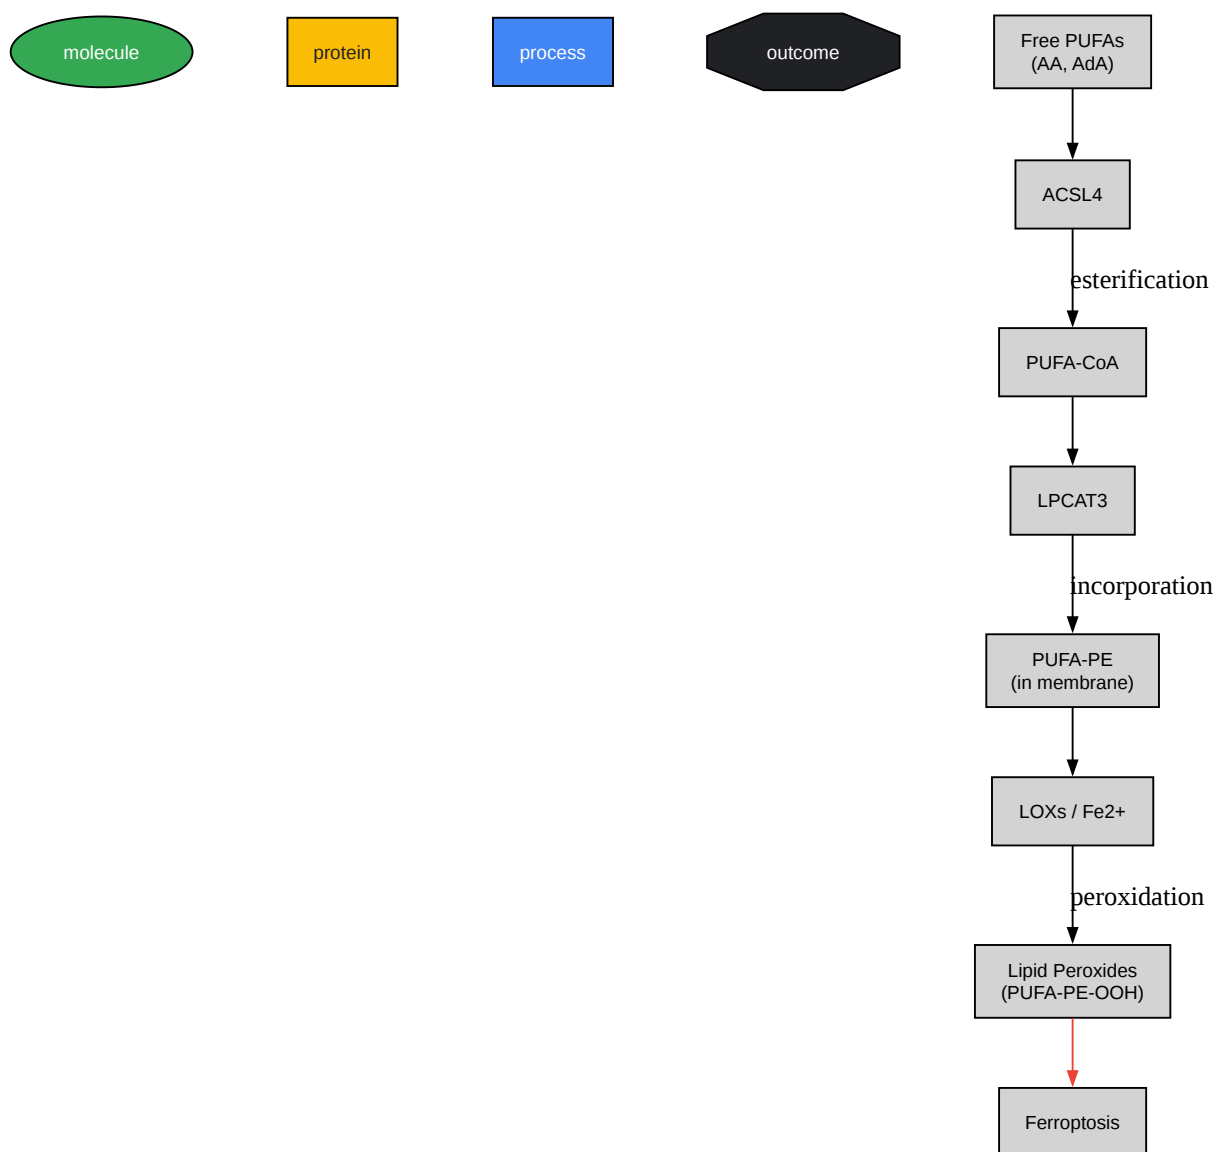 molecule
protein
process
outcome
Free PUFAs
(AA, AdA)
ACSL4
esterification
PUFA-CoA
LPCAT3
incorporation
PUFA-PE
(in membrane)
LOXs / Fe2+
peroxidation
Lipid Peroxides
(PUFA-PE-OOH)
Ferroptosis